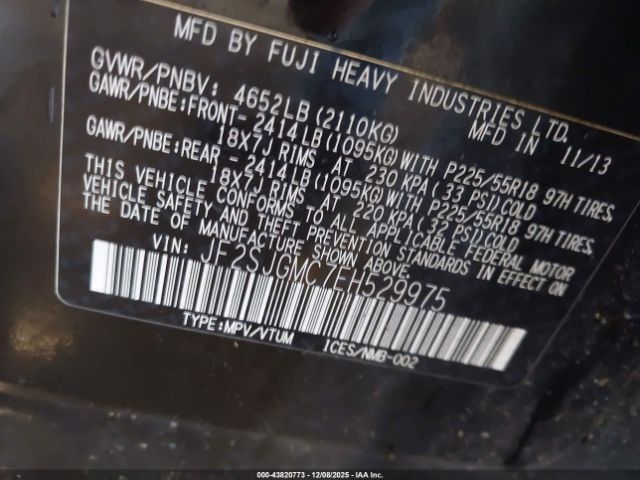 MFD BY FUJI HEAVY INDUSTRIES LTD.
GVWR/PNBV: 4652LB(2110KG) MFD IN 11/13
GAWR/PNBE:FRONT- 2414LB(1095KG)WITH P225/55R18 97H TIRES,
18X7J RIMS AT 230 KPA(33 PSI)COLD
GAWR/PNBE:REAR - 2414LB(1095KG)WITH P225/55R18 97H TIRES,
18X7J RIMS AT 220 KPA(32 PSI)COLD
THIS VEHICLE CONFORMS TO ALL APPLICABLE FEDERAL MOTOR
VEHICLE SAFETY AND THEFT PREVENTION STANDARDS IN EFFECT
ON THE DATE OF MANUFACTURE SHOWN ABOVE.
VIN: JF2SJGMC7EH529975
TYPE:MPV/VTUM ICES/NMB-002
000-43820773 - 12/08/2025 - IAA Inc.